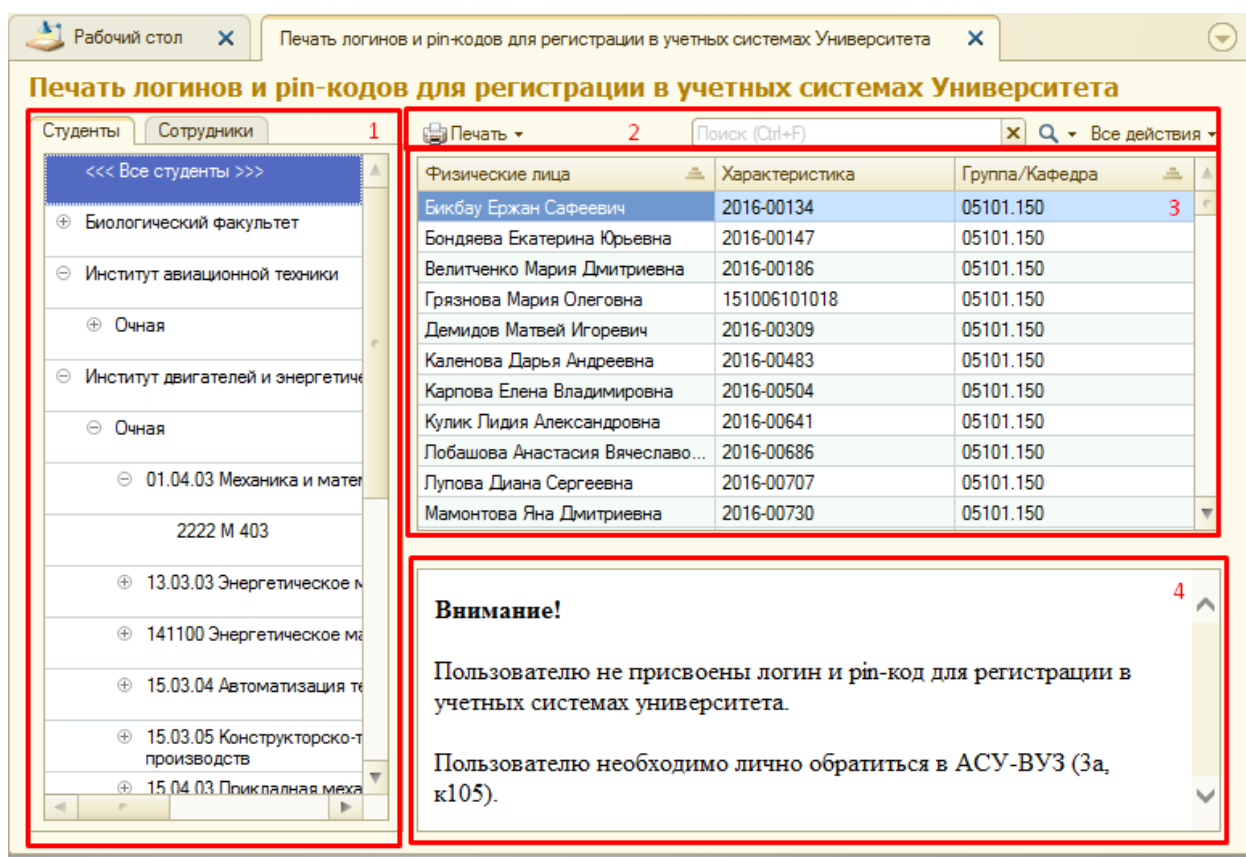 Рабочий стол
Печать логинов и pin-кодов для регистрации в учетных системах Университета
Печать логинов и pin-кодов для регистрации в учетных системах Университета
Студенты Сотрудники 1
<<< Все студенты >>>
Биологический факультет
Институт авиационной техники
Очная
Институт двигателей и энергетиче
Очная
01.04.03 Механика и матем
2222 М 403
13.03.03 Энергетическое м
141100 Энергетическое ма
15.03.04 Автоматизация те
15.03.05 Конструкторско-т
производств
15.04.03 Прикладная меха
Печать 2 Поиск (Ctrl+F) Все действия
Физические лица Характеристика Группа/Кафедра
Бикбау Ержан Сафеевич 2016-00134 05101.150 3
Бондяева Екатерина Юрьевна 2016-00147 05101.150
Велитченко Мария Дмитриевна 2016-00186 05101.150
Грязнова Мария Олеговна 151006101018 05101.150
Демидов Матвей Игоревич 2016-00309 05101.150
Каленова Дарья Андреевна 2016-00483 05101.150
Карпова Елена Владимировна 2016-00504 05101.150
Кулик Лидия Александровна 2016-00641 05101.150
Лобашова Анастасия Вячеславо... 2016-00686 05101.150
Лупова Диана Сергеевна 2016-00707 05101.150
Мамонтова Яна Дмитриевна 2016-00730 05101.150
4
Внимание!
Пользователю не присвоены логин и pin-код для регистрации в
учетных системах университета.
Пользователю необходимо лично обратиться в АСУ-ВУЗ (3а,
к105).